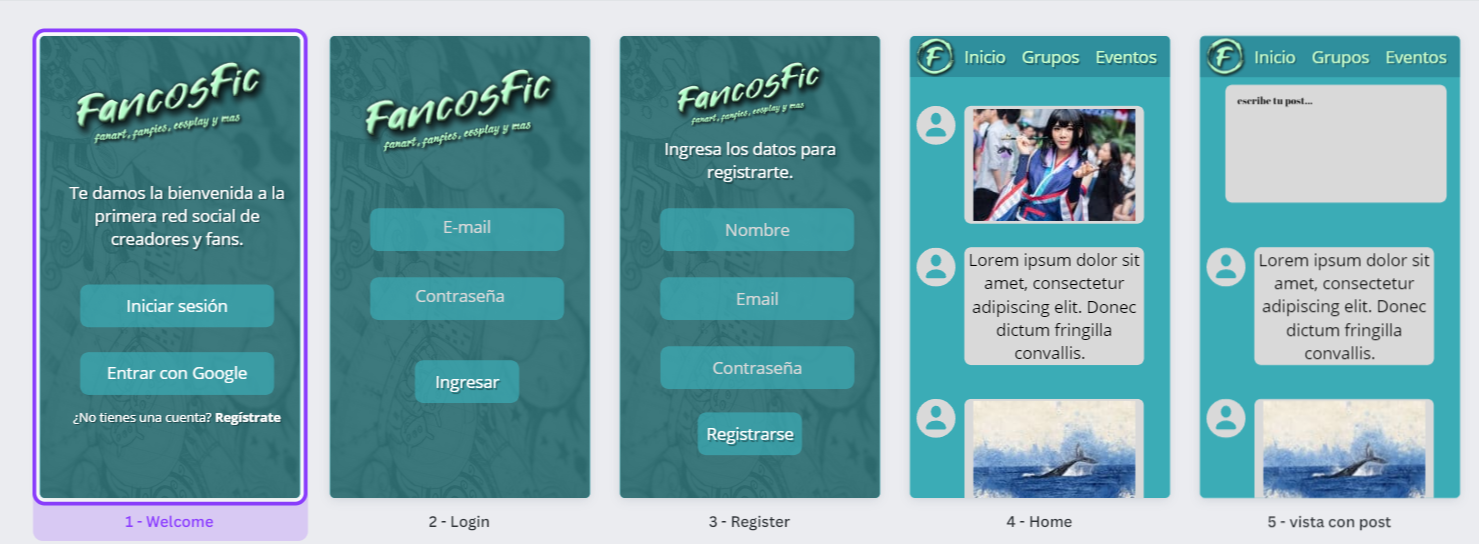 FancosFic
fanart, fanfics, cosplay y mas
Te damos la bienvenida a la
primera red social de
creadores y fans.
Iniciar sesión
Entrar con Google
¿No tienes una cuenta? Regístrate
1 - Welcome
FancosFic
fanart, fanfics, cosplay y mas
E-mail
Contraseña
Ingresar
2 - Login
FancosFic
fanart, fanfics, cosplay y mas
Ingresa los datos para
registrarte.
Nombre
Email
Contraseña
Registrarse
3 - Register
F Inicio Grupos Eventos
Lorem ipsum dolor sit
amet, consectetur
adipiscing elit. Donec
dictum fringilla
convallis.
4 - Home
F Inicio Grupos Eventos
escribe tu post...
Lorem ipsum dolor sit
amet, consectetur
adipiscing elit. Donec
dictum fringilla
convallis.
5 - vista con post